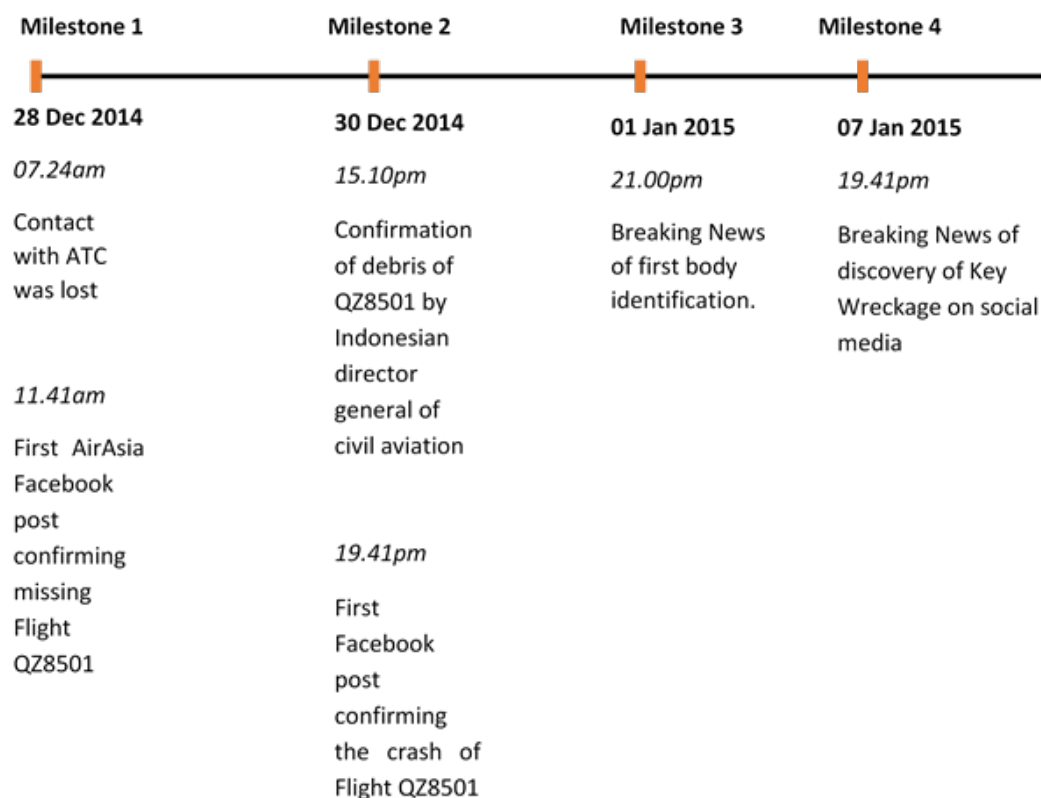 Milestone 1
28 Dec 2014
07.24am
Contact
with ATC
was lost
11.41am
First AirAsia
Facebook
post
confirming
missing
Flight
QZ8501
Milestone 2
30 Dec 2014
15.10pm
Confirmation
of debris of
QZ8501 by
Indonesian
director
general of
civil aviation
19.41pm
First
Facebook
post
confirming
the crash of
Flight QZ8501
Milestone 3
01 Jan 2015
21.00pm
Breaking News
of first body
identification.
Milestone 4
07 Jan 2015
19.41pm
Breaking News of
discovery of Key
Wreckage on social
media